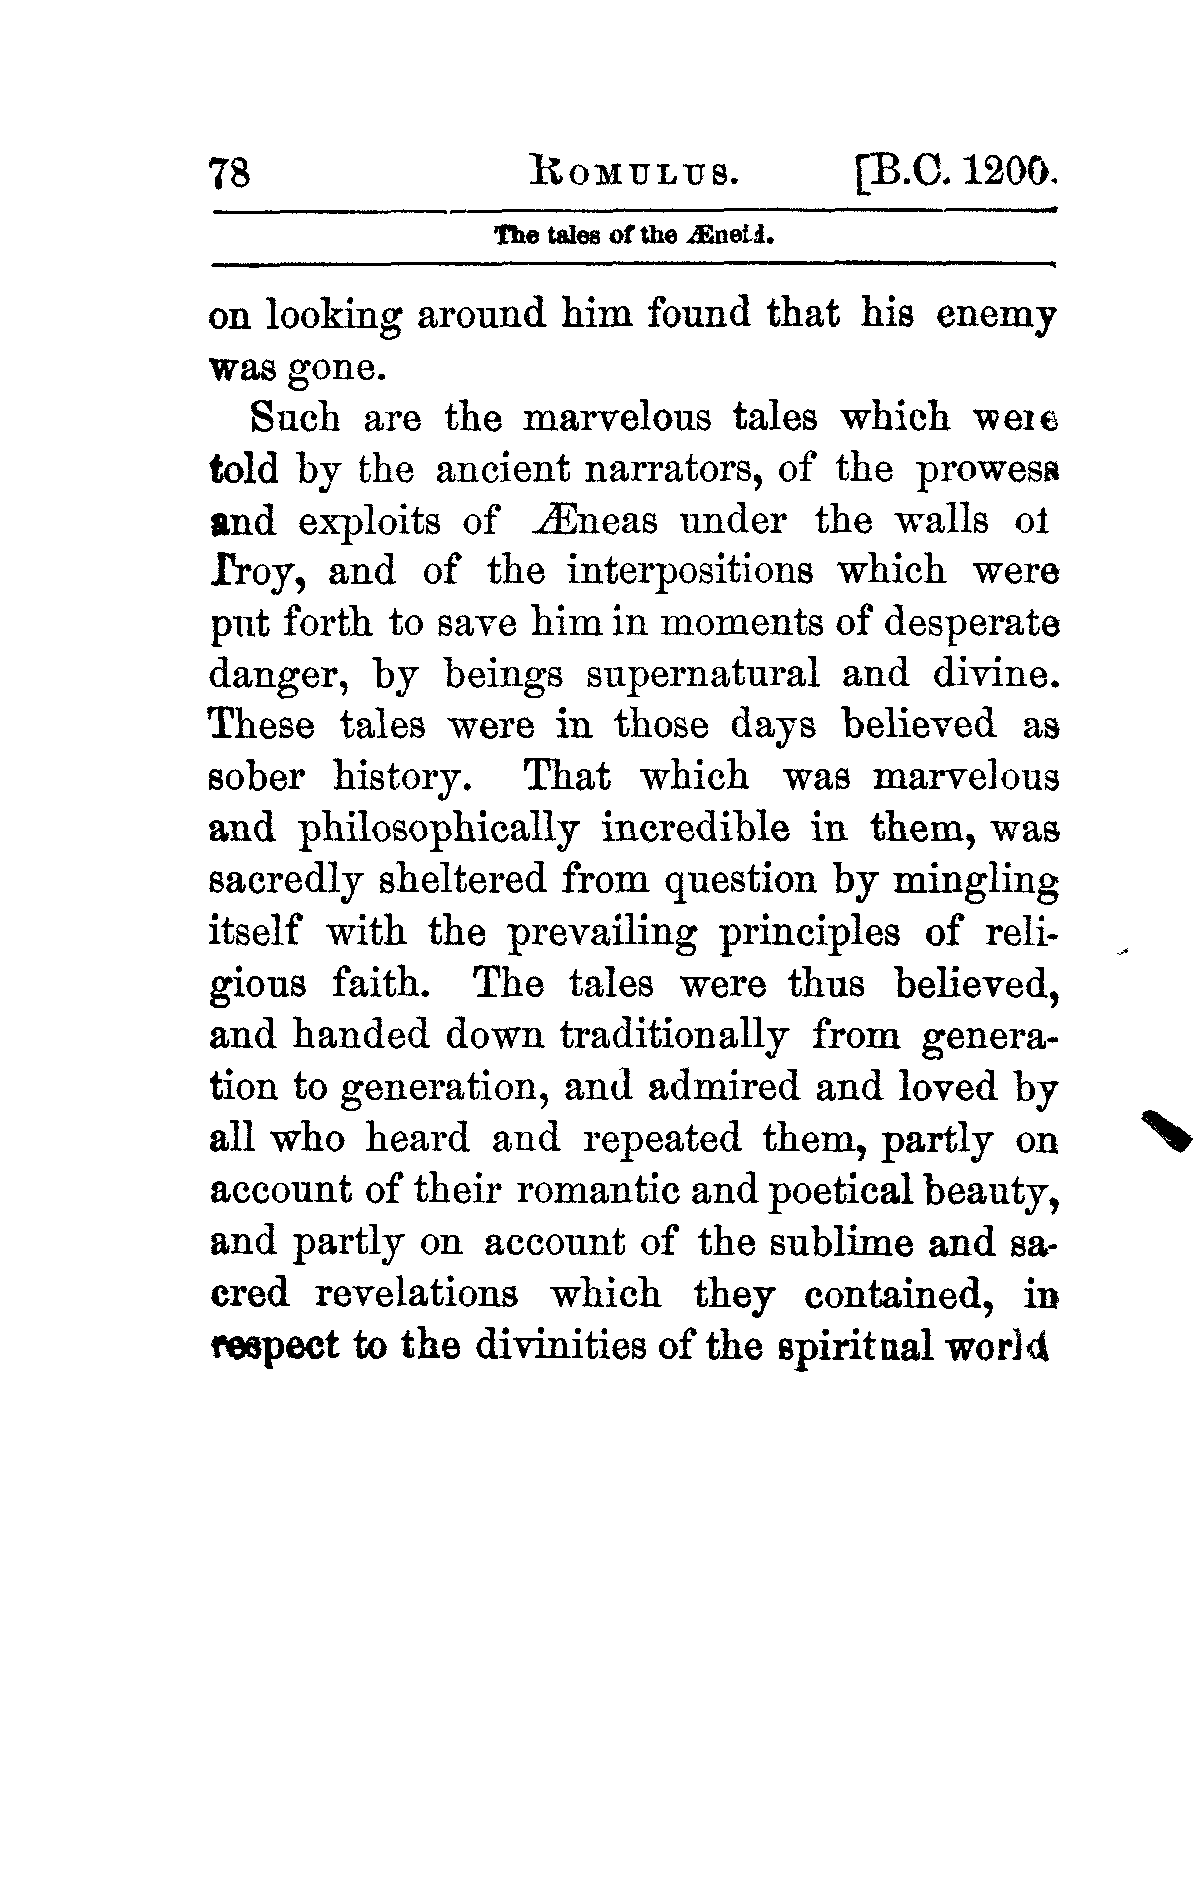 78 ROMULUS. [B.C. 1200.
The tales of the Æneid.
on looking around him found that his enemy
was gone.
Such are the marvelous tales which were
told by the ancient narrators, of the prowess
and exploits of Æneas under the walls of
Troy, and of the interpositions which were
put forth to save him in moments of desperate
danger, by beings supernatural and divine.
These tales were in those days believed as
sober history. That which was marvelous
and philosophically incredible in them, was
sacredly sheltered from question by mingling
itself with the prevailing principles of reli-
gious faith. The tales were thus believed,
and handed down traditionally from genera-
tion to generation, and admired and loved by
all who heard and repeated them, partly on
account of their romantic and poetical beauty,
and partly on account of the sublime and sa-
cred revelations which they contained, in
respect to the divinities of the spiritual world